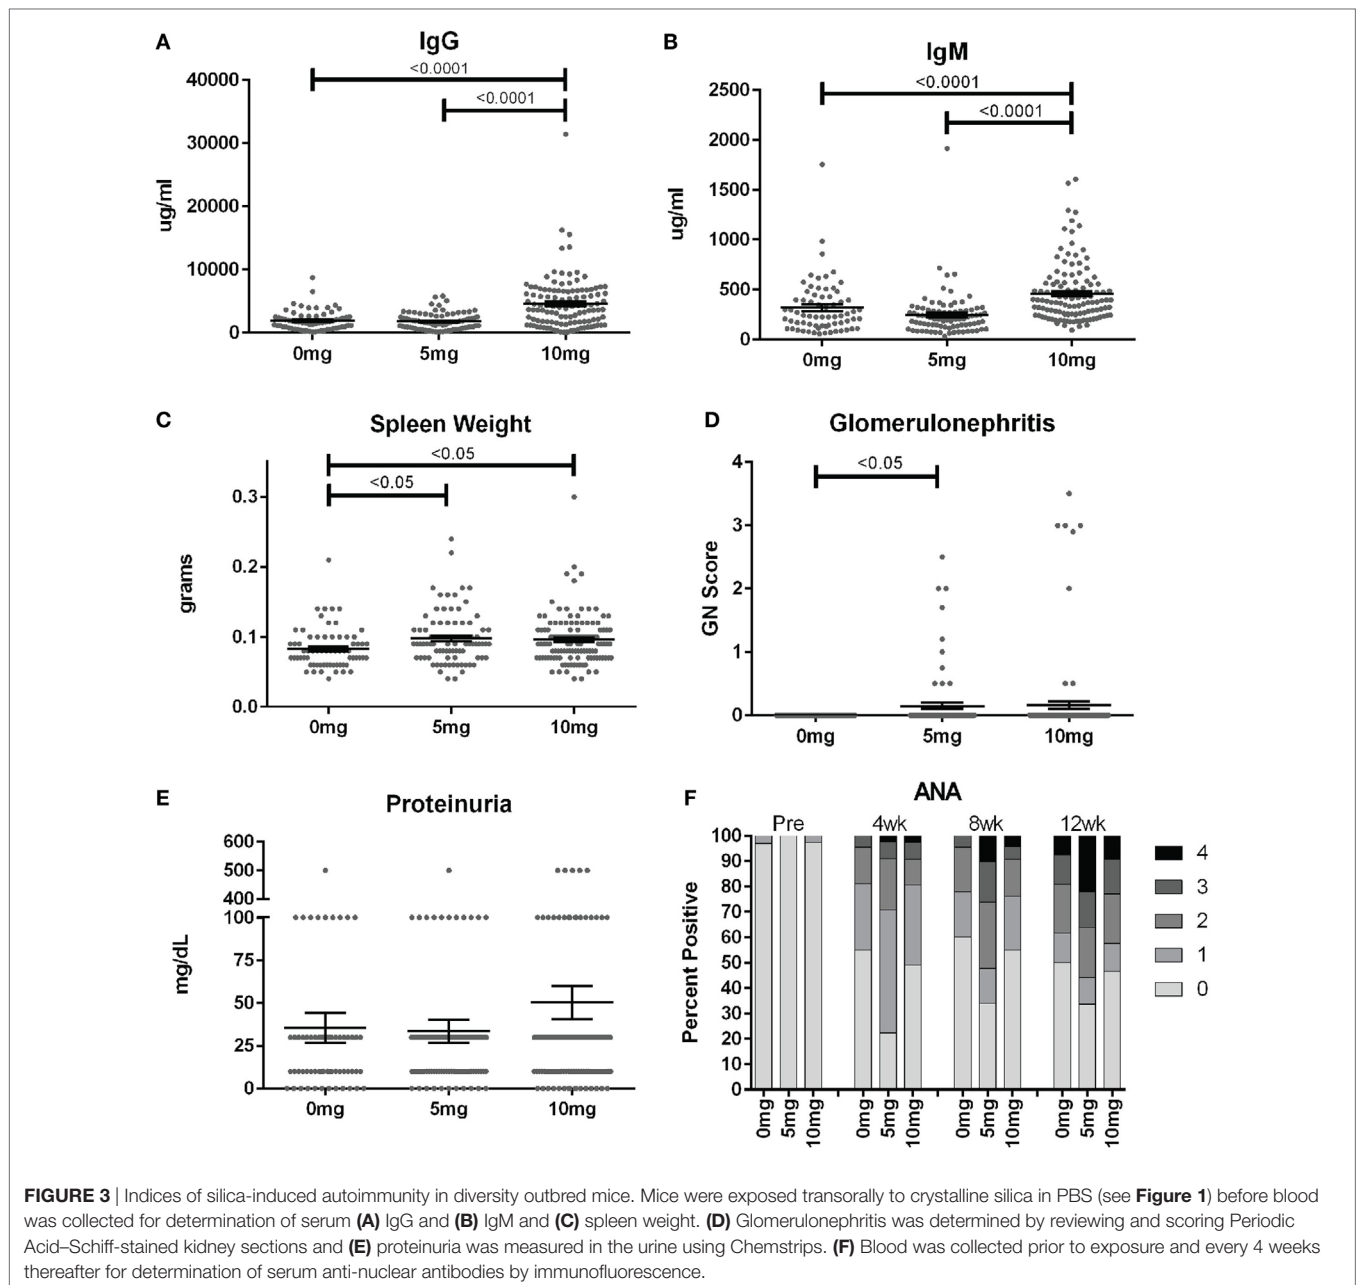 A
IgG
<0.0001
<0.0001
40000
30000
20000
10000
0
ug/ml
0mg 5mg 10mg
B
IgM
<0.0001
<0.0001
2500
2000
1500
1000
500
0
ug/ml
0mg 5mg 10mg
C
Spleen Weight
<0.05
<0.05
0.3
0.2
0.1
0.0
grams
0mg 5mg 10mg
D
Glomerulonephritis
<0.05
4
3
2
1
0
GN Score
0mg 5mg 10mg
E
Proteinuria
600
500
400
100
75
50
25
0
mg/dL
0mg 5mg 10mg
F
ANA
Pre 4wk 8wk 12wk
100
90
80
70
60
50
40
30
20
10
0
Percent Positive
0mg 5mg 10mg 0mg 5mg 10mg 0mg 5mg 10mg 0mg 5mg 10mg
4
3
2
1
0
FIGURE 3 | Indices of silica-induced autoimmunity in diversity outbred mice. Mice were exposed transorally to crystalline silica in PBS (see Figure 1) before blood
was collected for determination of serum (A) IgG and (B) IgM and (C) spleen weight. (D) Glomerulonephritis was determined by reviewing and scoring Periodic
Acid–Schiff-stained kidney sections and (E) proteinuria was measured in the urine using Chemstrips. (F) Blood was collected prior to exposure and every 4 weeks
thereafter for determination of serum anti-nuclear antibodies by immunofluorescence.